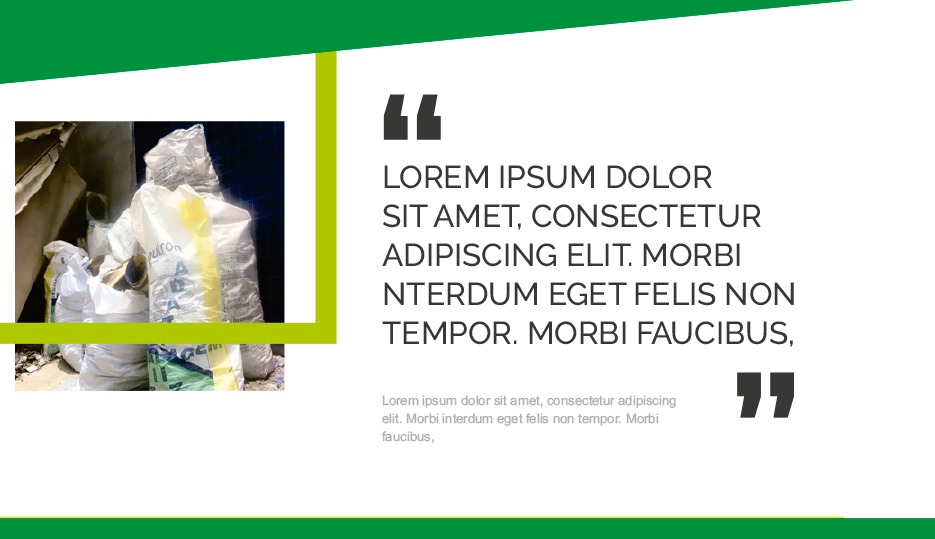 “
LOREM IPSUM DOLOR
SIT AMET, CONSECTETUR
ADIPISCING ELIT. MORBI
NTERDUM EGET FELIS NON
TEMPOR. MORBI FAUCIBUS,
”
Lorem ipsum dolor sit amet, consectetur adipiscing
elit. Morbi interdum eget felis non tempor. Morbi
faucibus,